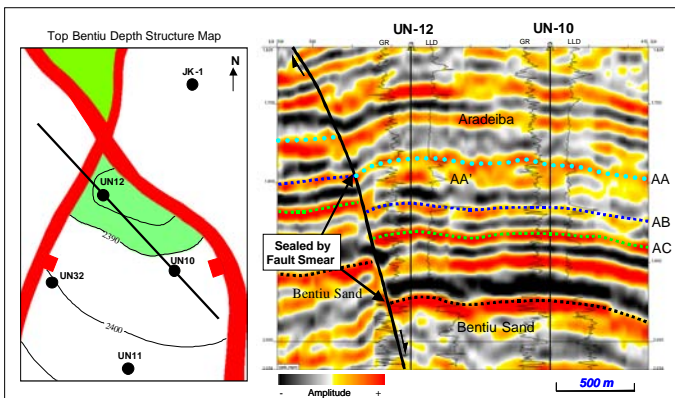 Top Bentiu Depth Structure Map
N
JK-1
UN12
2390
UN10
UN32
2400
UN11
UN-12
UN-10
GR
LLD
GR
LLD
Aradeiba
AA'
AA
AB
AC
Sealed by
Fault Smear
Bentiu Sand
Bentiu Sand
-
Amplitude
+
500 m